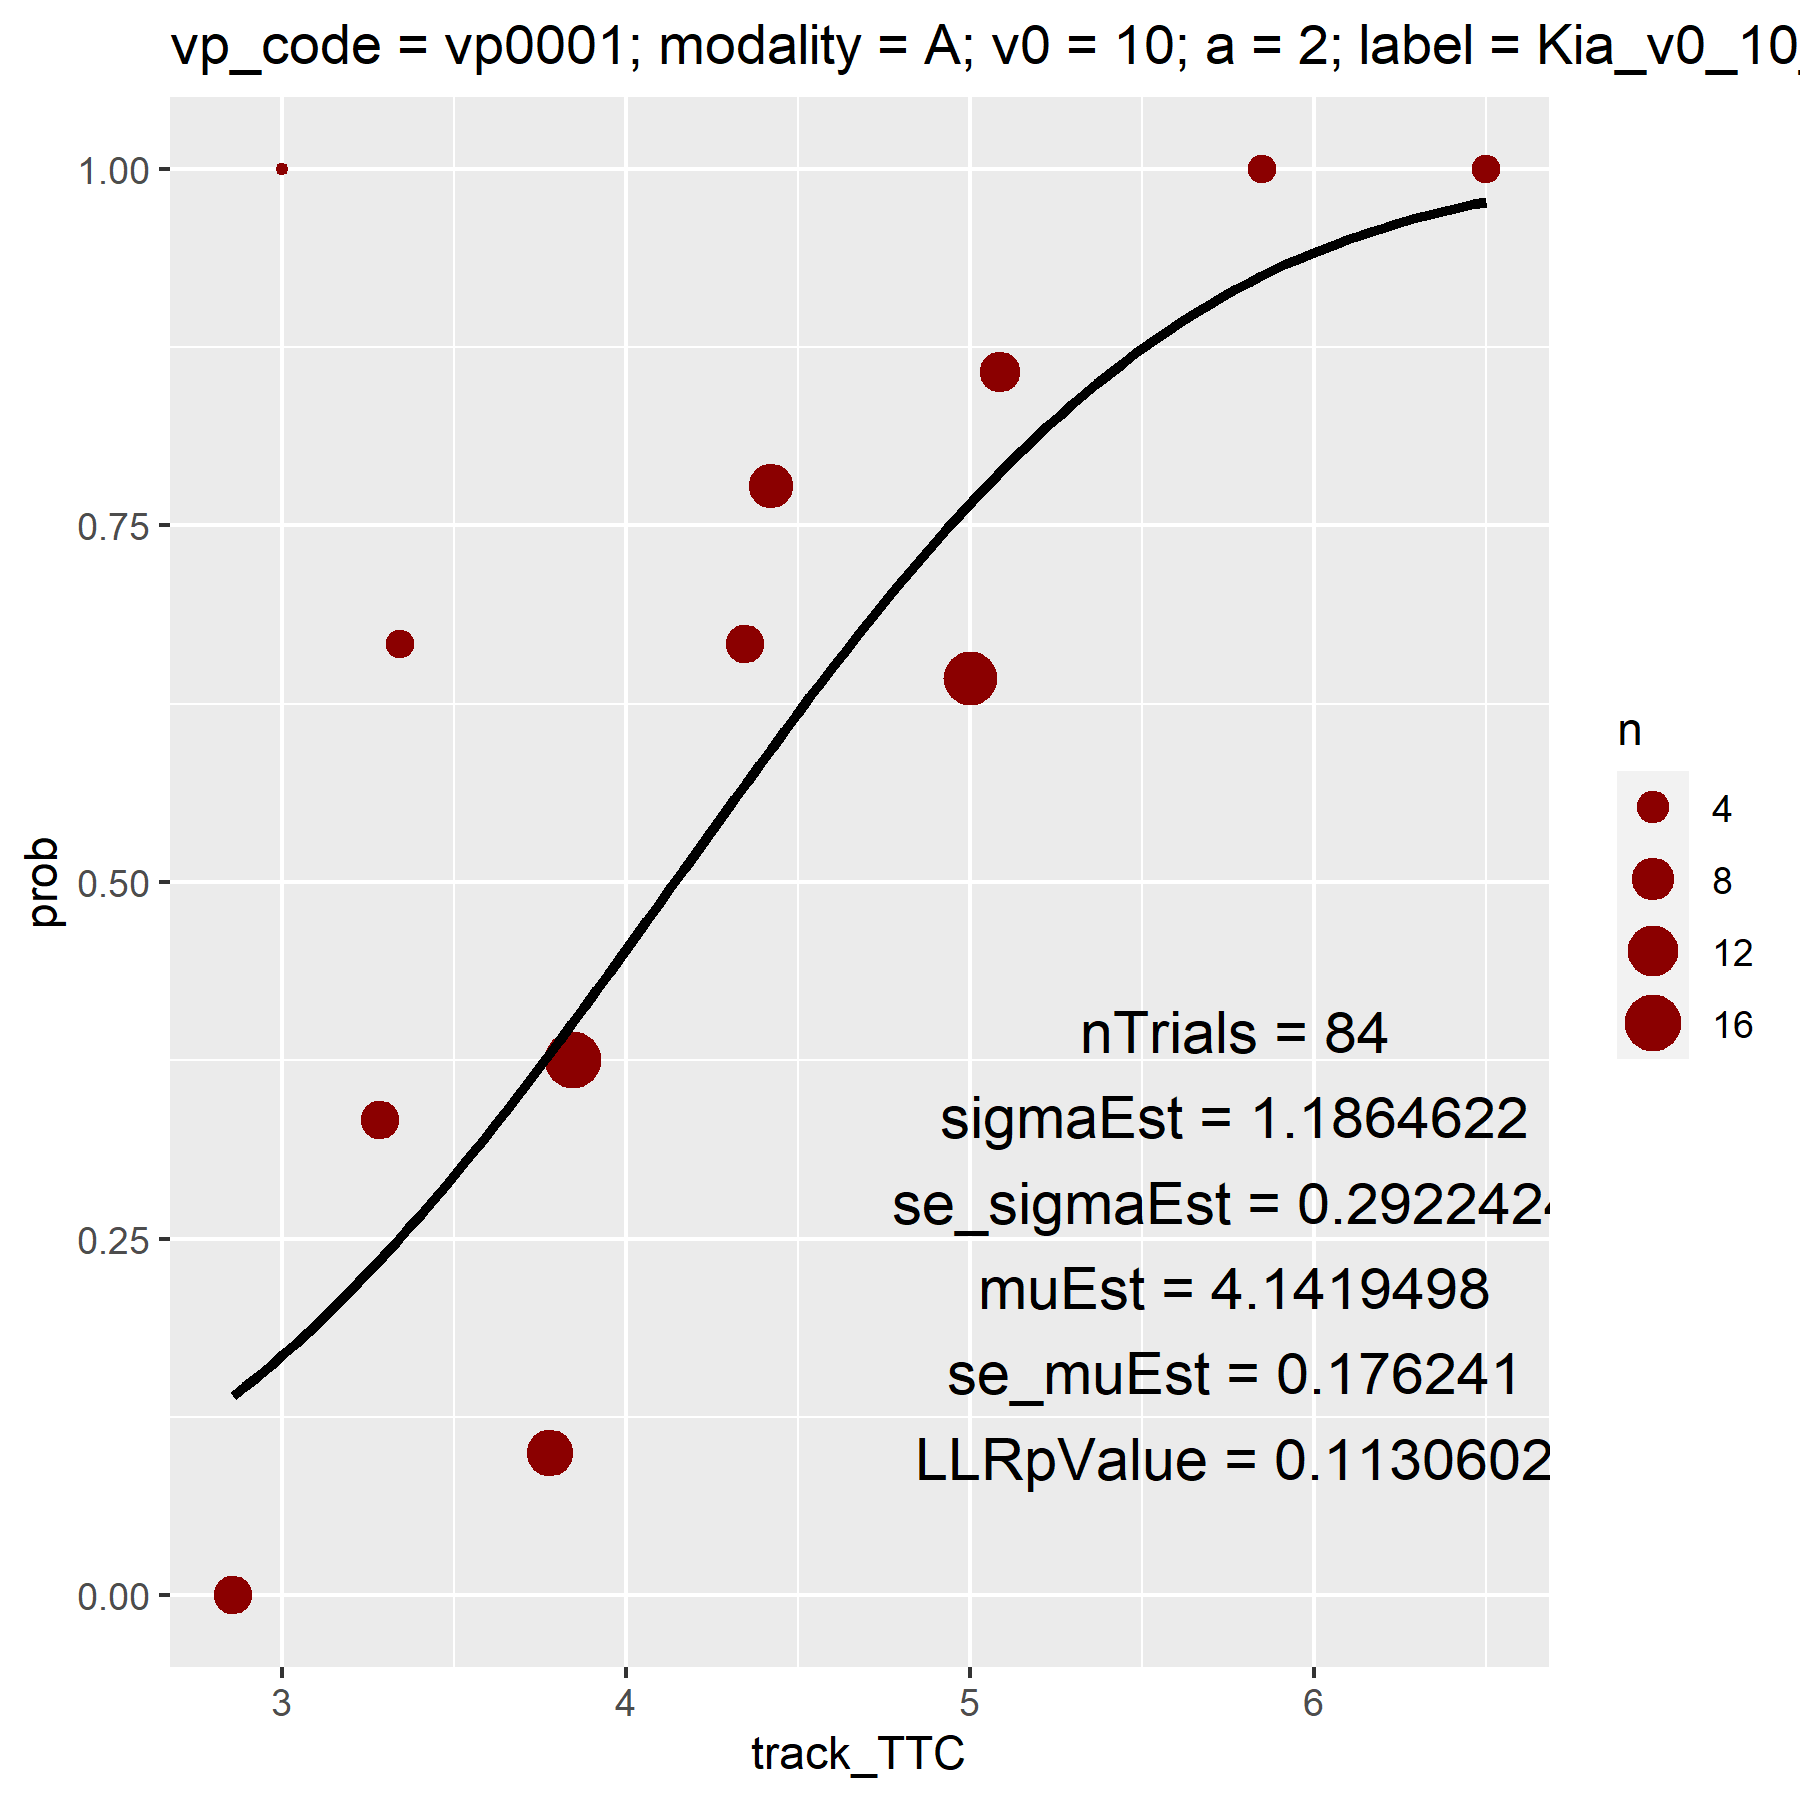 vp_code = vp0001; modality = A; v0 = 10; a = 2; label = Kia_v0_10_
1.00
0.75
0.50
0.25
0.00
prob
nTrials = 84
sigmaEst = 1.1864622
se_sigmaEst = 0.2922424
muEst = 4.1419498
se_muEst = 0.176241
LLRpValue = 0.1130602
3
4
5
6
track_TTC
n
4
8
12
16